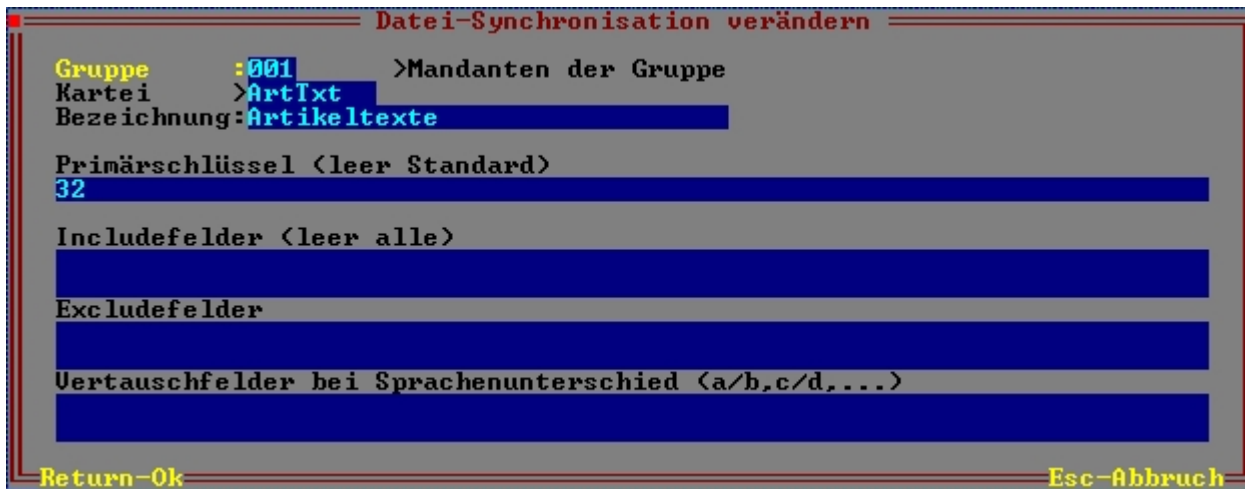 Datei-Synchronisation verändern
Gruppe :001 >Mandanten der Gruppe
Kartei >ArtTxt
Bezeichnung:Artikeltexte
Primärschlüssel (leer Standard)
32
Includefelder (leer alle)
Excludefelder
Vertauschfelder bei Sprachenunterschied (a/b,c/d,....)
Return-Ok Esc-Abbruch